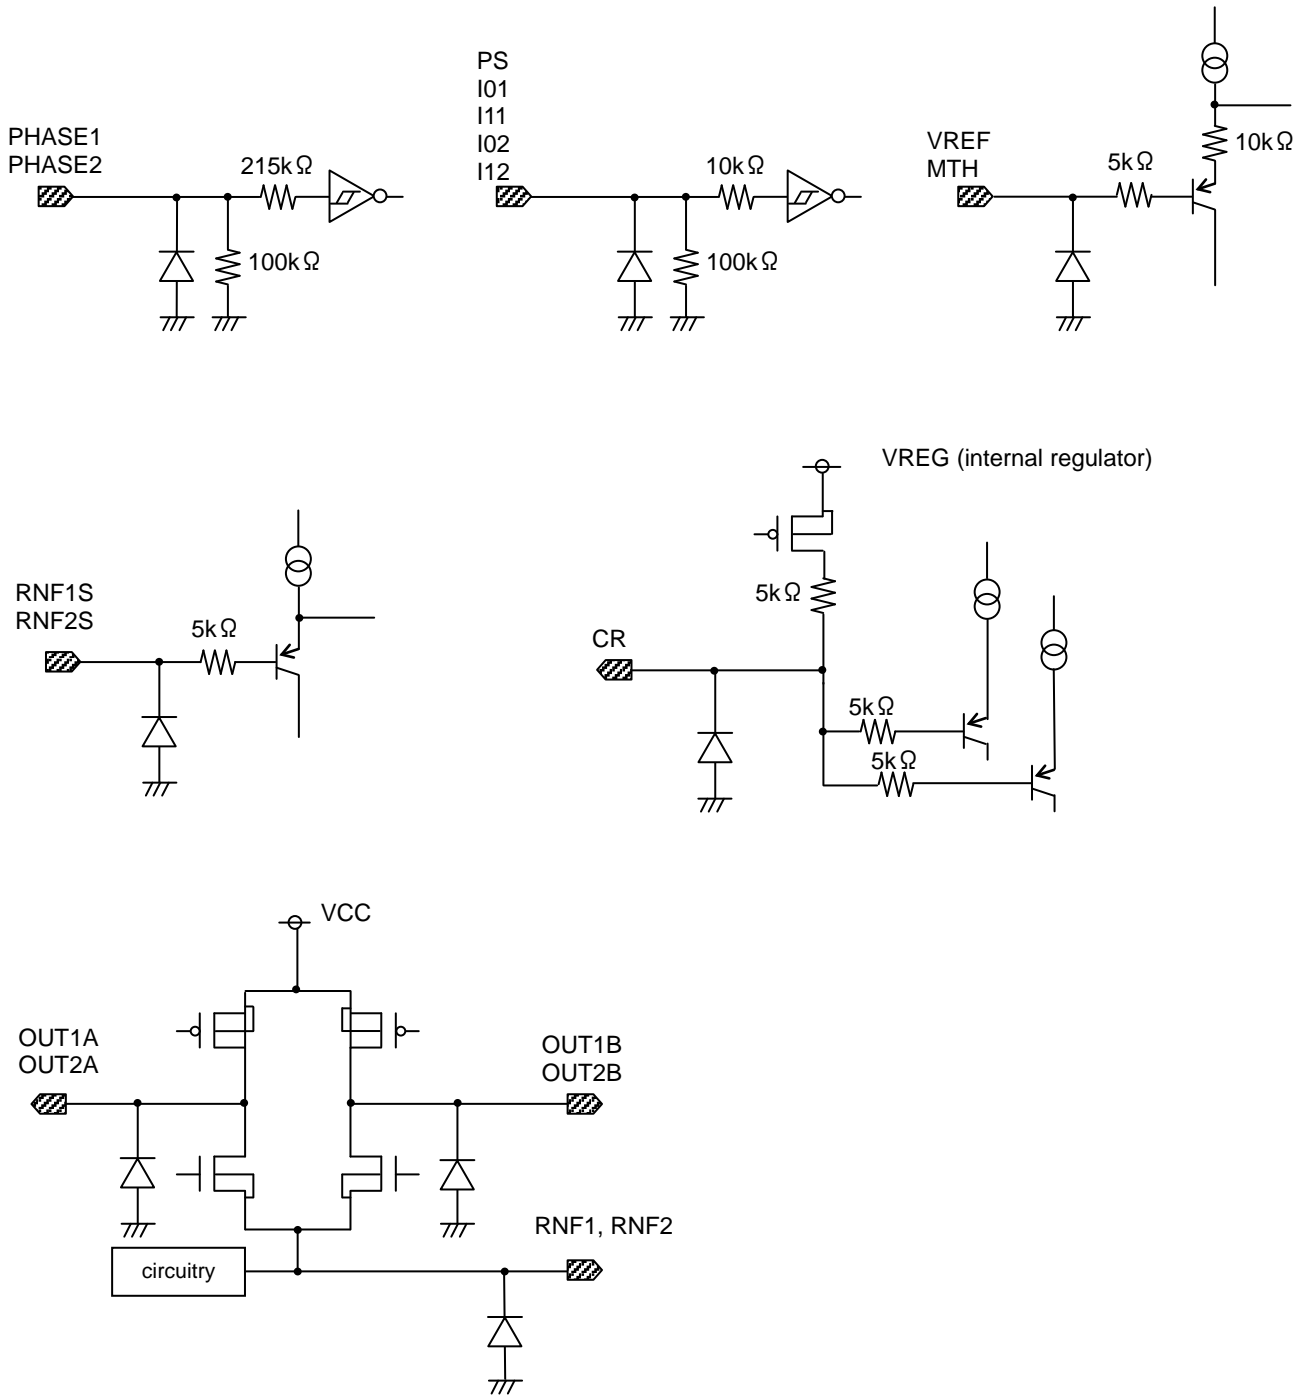 PHASE1
PHASE2
215kΩ
100kΩ
PS
I01
I11
I02
I12
10kΩ
100kΩ
VREF
MTH
5kΩ
10kΩ
RNF1S
RNF2S
5kΩ
VREG (internal regulator)
5kΩ
CR
5kΩ
5kΩ
VCC
OUT1A
OUT2A
OUT1B
OUT2B
RNF1, RNF2
circuitry